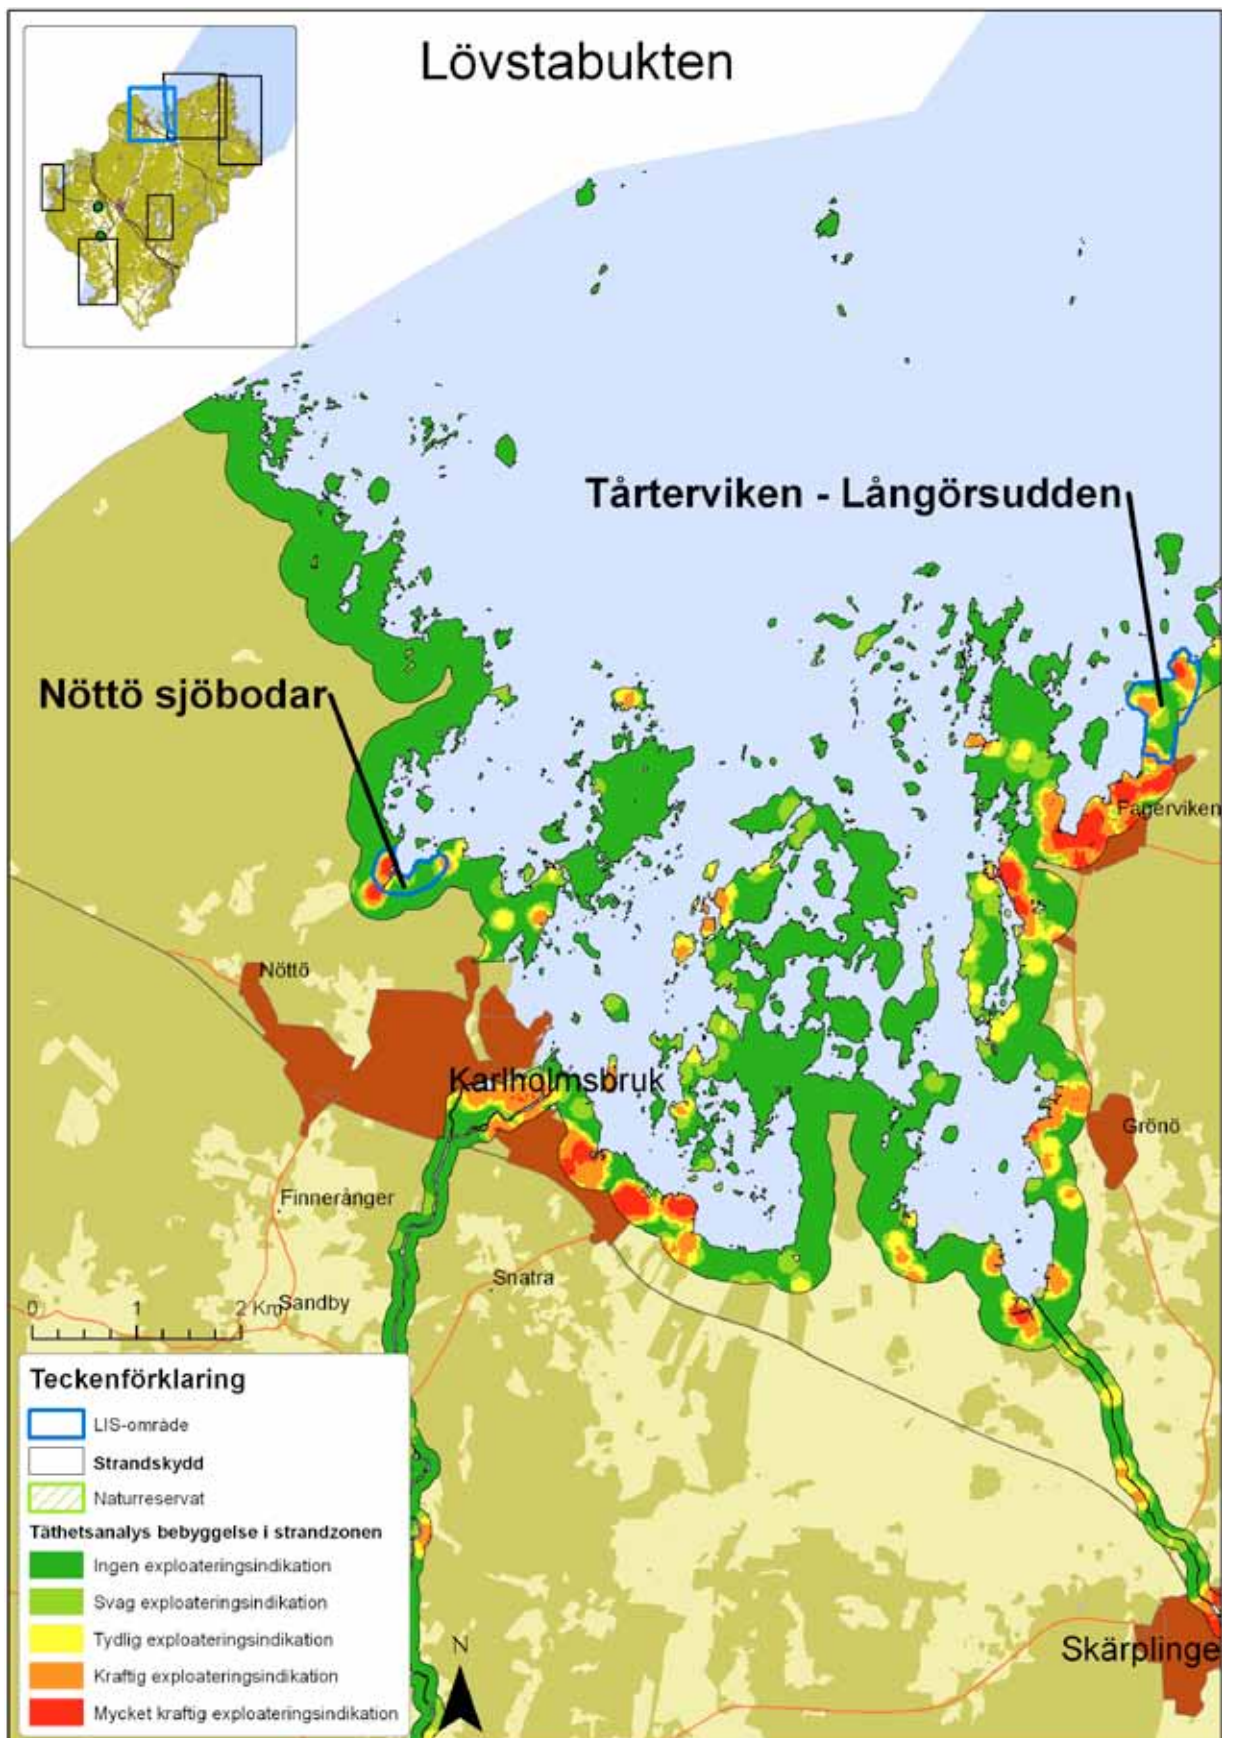 Lövstabukten
Tårterviken - Långörsudden
Nöttö sjöbodar
Fagerviken
Nöttö
Karlholmsbruk
Grönö
Finnerånger
Snatra
Sandby
0 1 2 Km
Teckenförklaring
LIS-område
Strandskydd
Naturreservat
Täthetsanalys bebyggelse i strandzonen
Ingen exploateringsindikation
Svag exploateringsindikation
Tydlig exploateringsindikation
Kraftig exploateringsindikation
Mycket kraftig exploateringsindikation
N
Skärplinge